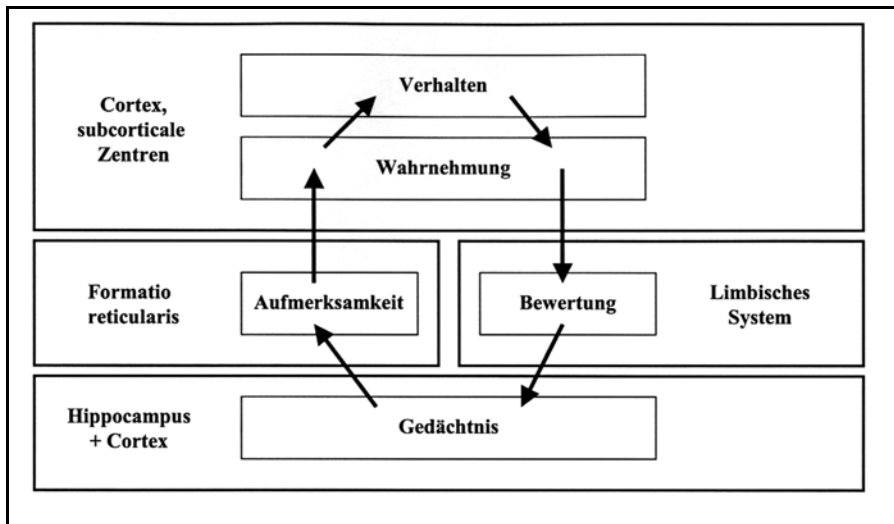 Verhalten
Cortex,
subcorticale
Zentren
Wahrnehmung
Formatio
reticularis
Aufmerksamkeit
Bewertung
Limbisches
System
Hippocampus
+ Cortex
Gedächtnis